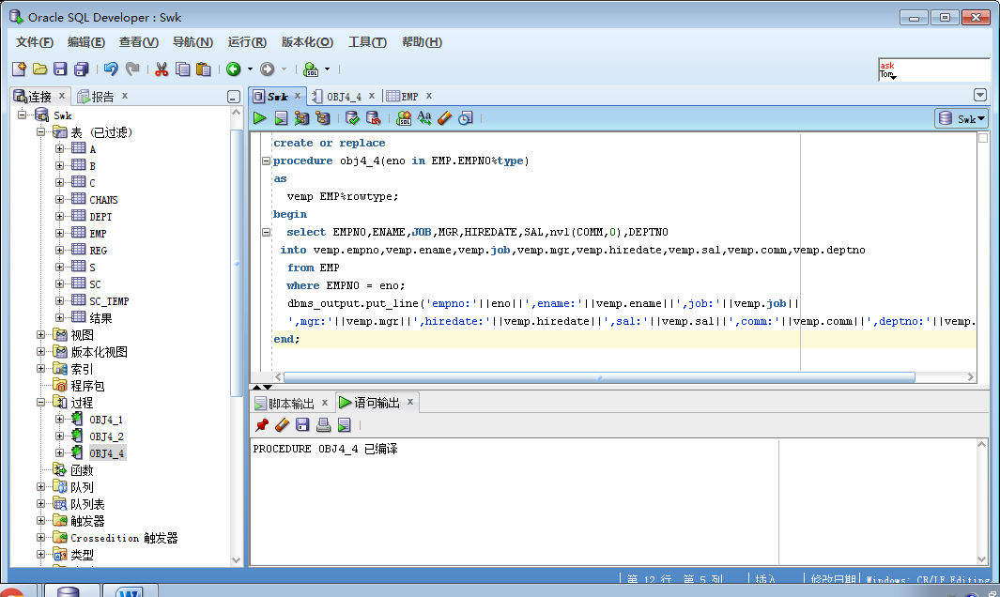 Oracle SQL Developer : Swk
文件(F) 编辑(E) 查看(V) 导航(N) 运行(R) 版本化(O) 工具(T) 帮助(H)
ask
Tom
连接 x 报告 x
Swk x OBJ4_4 x EMP x
Swk
Swk
表 (已过滤)
A
B
C
CHANS
DEPT
EMP
REG
S
SC
SC_TEMP
结果
视图
版本化视图
索引
程序包
过程
OBJ4_1
OBJ4_2
OBJ4_4
函数
队列
队列表
触发器
Crossedition 触发器
类型
create or replace
procedure obj4_4(eno in EMP.EMPNO%type)
as
vemp EMP%rowtype;
begin
select EMPNO,ENAME,JOB,MGR,HIREDATE,SAL,nvl(COMM,0),DEPTNO
into vemp.empno,vemp.ename,vemp.job,vemp.mgr,vemp.hiredate,vemp.sal,vemp.comm,vemp.deptno
from EMP
where EMPNO = eno;
dbms_output.put_line('empno:'||eno||',ename:'||vemp.ename||',job:'||vemp.job||
',mgr:'||vemp.mgr||',hiredate:'||vemp.hiredate||',sal:'||vemp.sal||',comm:'||vemp.comm||',deptno:'||vemp.
end;
脚本输出 x 语句输出 x
PROCEDURE OBJ4_4 已编译
第 12 行 第 5 列 插入 修改日期 Windows: CR/LF Editing